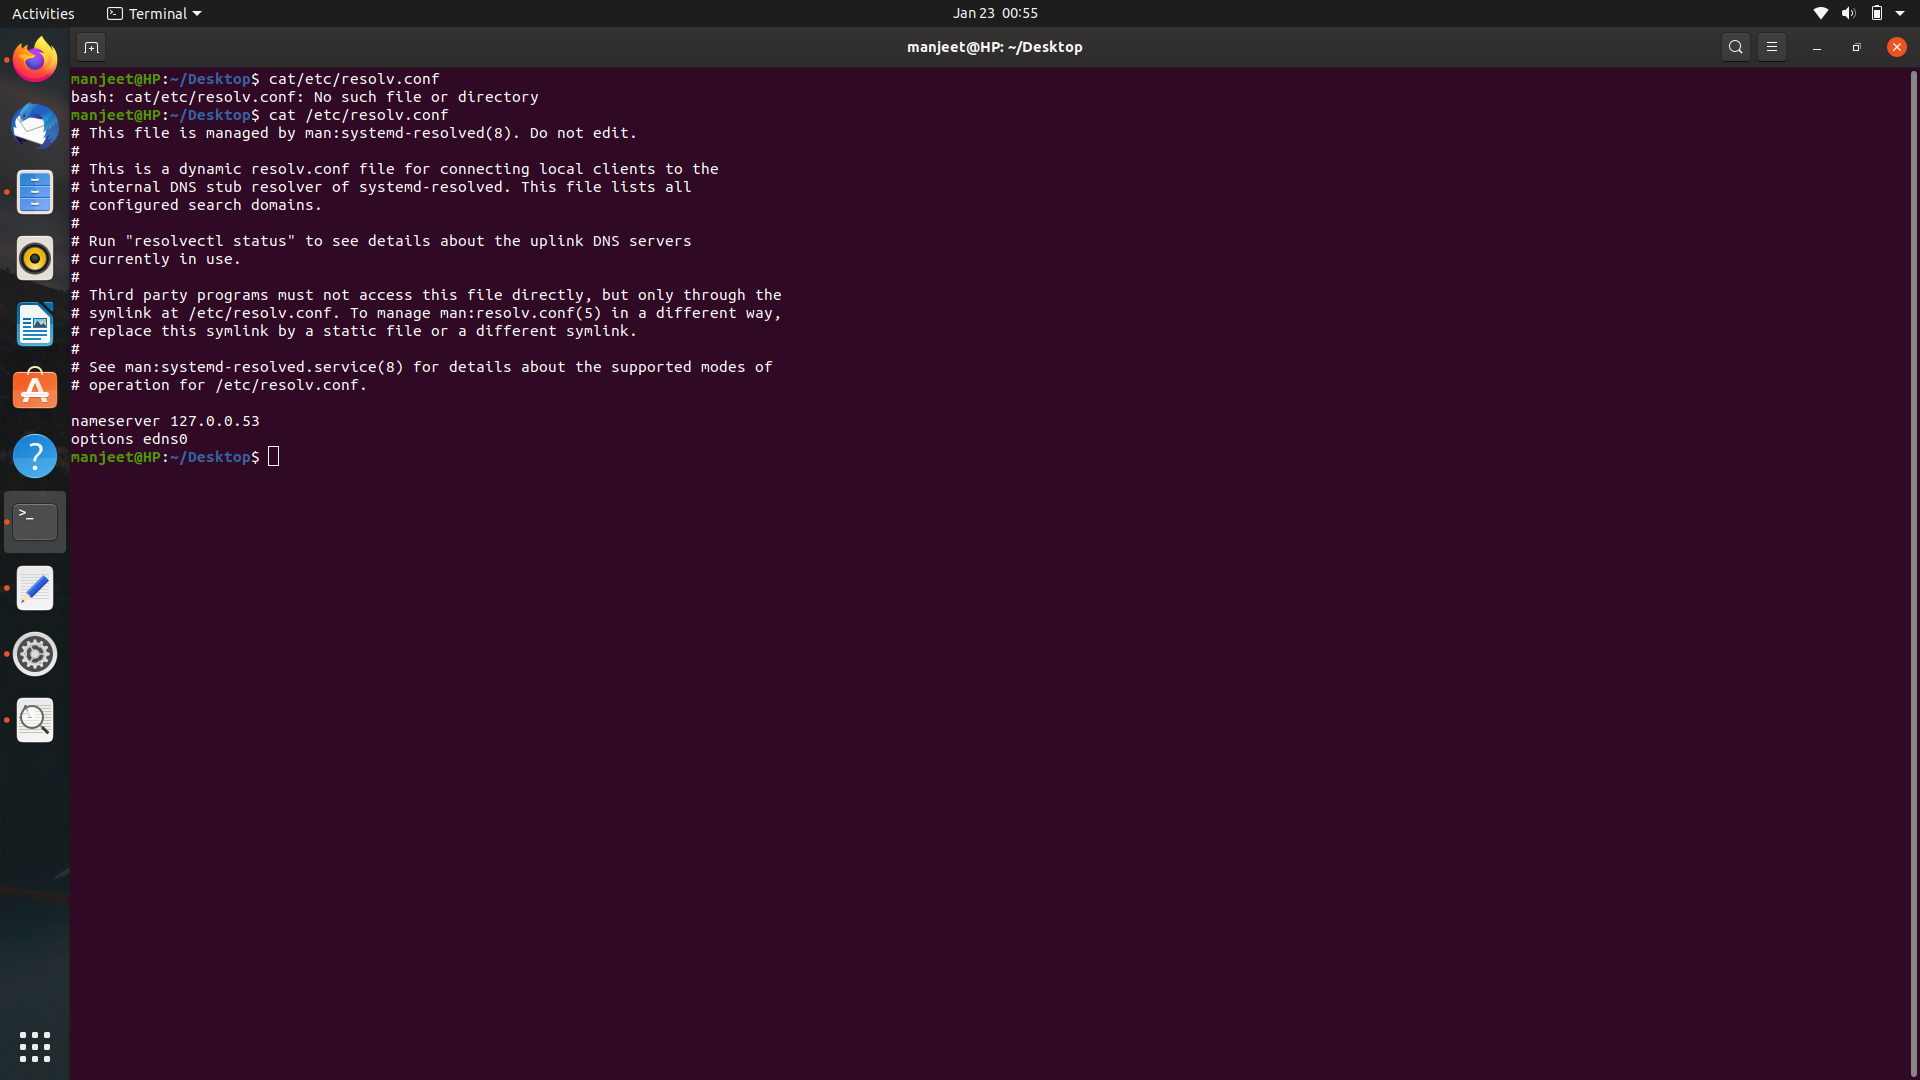 Activities
Terminal
Jan 23 00:55
manjeet@HP: ~/Desktop
manjeet@HP:~/Desktop$ cat/etc/resolv.conf
bash: cat/etc/resolv.conf: No such file or directory
manjeet@HP:~/Desktop$ cat /etc/resolv.conf
# This file is managed by man:systemd-resolved(8). Do not edit.
#
# This is a dynamic resolv.conf file for connecting local clients to the
# internal DNS stub resolver of systemd-resolved. This file lists all
# configured search domains.
#
# Run "resolvectl status" to see details about the uplink DNS servers
# currently in use.
#
# Third party programs must not access this file directly, but only through the
# symlink at /etc/resolv.conf. To manage man:resolv.conf(5) in a different way,
# replace this symlink by a static file or a different symlink.
#
# See man:systemd-resolved.service(8) for details about the supported modes of
# operation for /etc/resolv.conf.

nameserver 127.0.0.53
options edns0
manjeet@HP:~/Desktop$